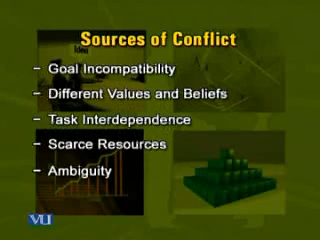 Sources of Conflict
- Goal Incompatibility
- Different Values and Beliefs
- Task Interdependence
- Scarce Resources
- Ambiguity
VU